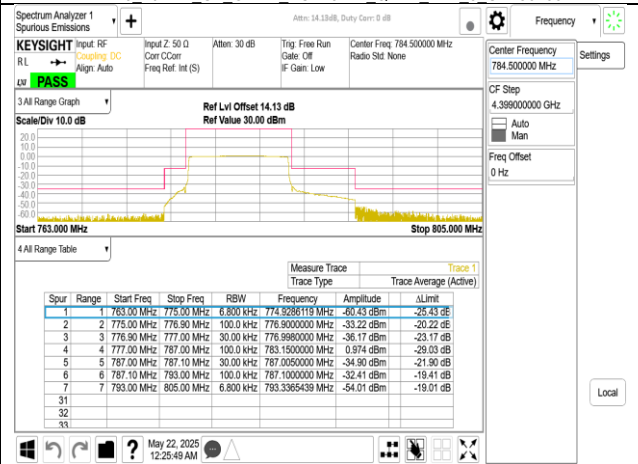 Spectrum Analyzer 1
Spurious Emissions
Attn: 14.18dB, Duty Carr: 0 dB
Frequency
KEYSIGHT
Input: RF
Coupling: DC
Align: Auto
Input Z: 50 Ω
Corr CCorr
Freq Ref: Int (S)
Atten: 30 dB
Trig: Free Run
Gate: Off
IF Gain: Low
Center Freq: 784.500000 MHz
Radio Std: None
RL
PASS
Center Frequency
784.500000 MHz
Settings
CF Step
4.399000000 GHz
Auto
Man
Freq Offset
0 Hz
3 All Range Graph
Scale/Div 10.0 dB
Ref Lvl Offset 14.13 dB
Ref Value 30.00 dBm
20.0
10.0
0.00
-10.0
-20.0
-30.0
-40.0
-50.0
-60.0
Start 763.000 MHz
Stop 805.000 MHz
4 All Range Table
Measure Trace Trace 1
Trace Type Trace Average (Active)
Spur Range Start Freq Stop Freq RBW Frequency Amplitude ΔLimit
1 1 763.00 MHz 775.00 MHz 6.800 kHz 774.9286119 MHz -60.43 dBm -25.43 dB
2 2 775.00 MHz 776.90 MHz 100.0 kHz 776.9000000 MHz -33.22 dBm -20.22 dB
3 3 776.90 MHz 777.00 MHz 30.00 kHz 776.9980000 MHz -36.17 dBm -23.17 dB
4 4 777.00 MHz 787.00 MHz 100.0 kHz 783.1500000 MHz 0.974 dBm -29.03 dB
5 5 787.00 MHz 787.10 MHz 30.00 kHz 787.0050000 MHz -34.90 dBm -21.90 dB
6 6 787.10 MHz 793.00 MHz 100.0 kHz 787.1000000 MHz -32.41 dBm -19.41 dB
7 7 793.00 MHz 805.00 MHz 6.800 kHz 793.3365439 MHz -54.01 dBm -19.01 dB
31
32
33
Local
May 22, 2025
12:25:49 AM